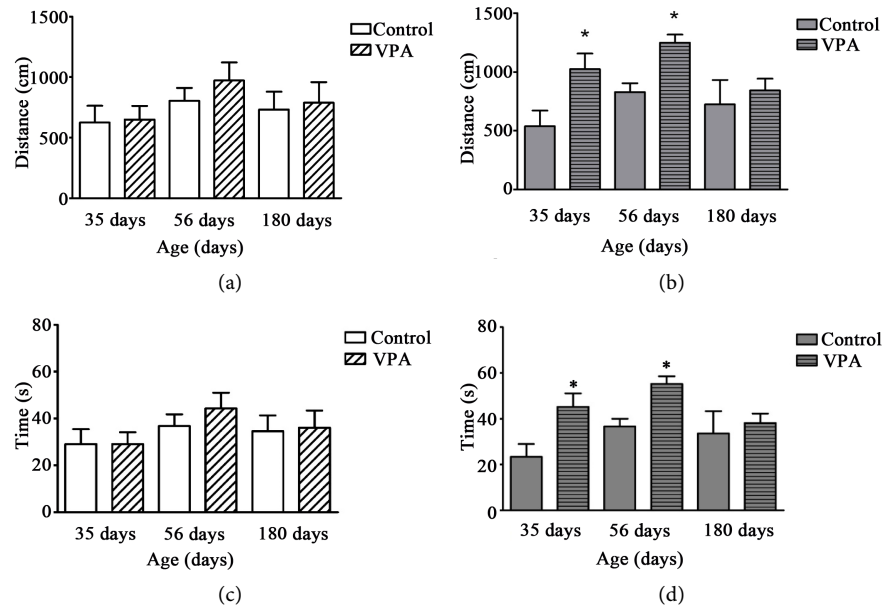 1500
1000
500
0
Distance (cm)
Control
VPA
35 days
56 days
180 days
Age (days)
(a)
1500
1000
500
0
Distance (cm)
*
*
Control
VPA
35 days
56 days
180 days
Age (days)
(b)
80
60
40
20
0
Time (s)
Control
VPA
35 days
56 days
180 days
Age (days)
(c)
80
60
40
20
0
Time (s)
*
*
Control
VPA
35 days
56 days
180 days
Age (days)
(d)